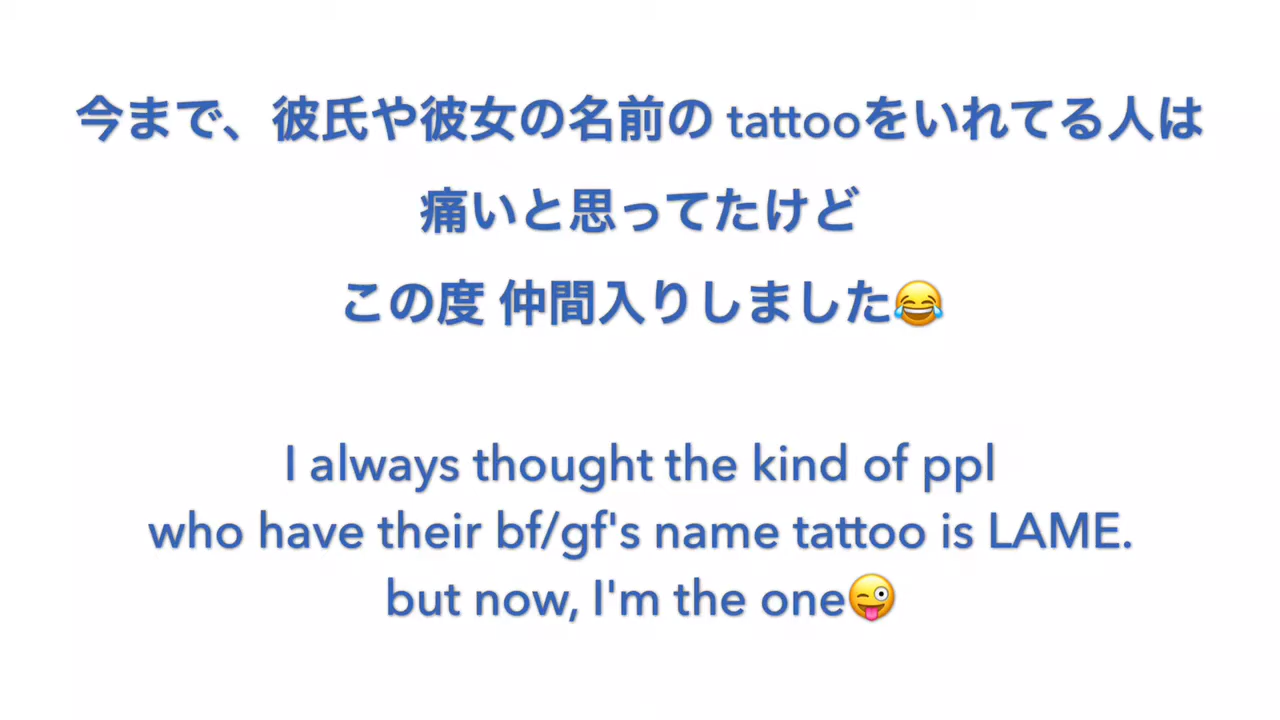 今まで、彼氏や彼女の名前の tattooをいれてる人は
痛いと思ってたけど
この度 仲間入りしました😂
I always thought the kind of ppl
who have their bf/gf's name tattoo is LAME.
but now, I'm the one😜